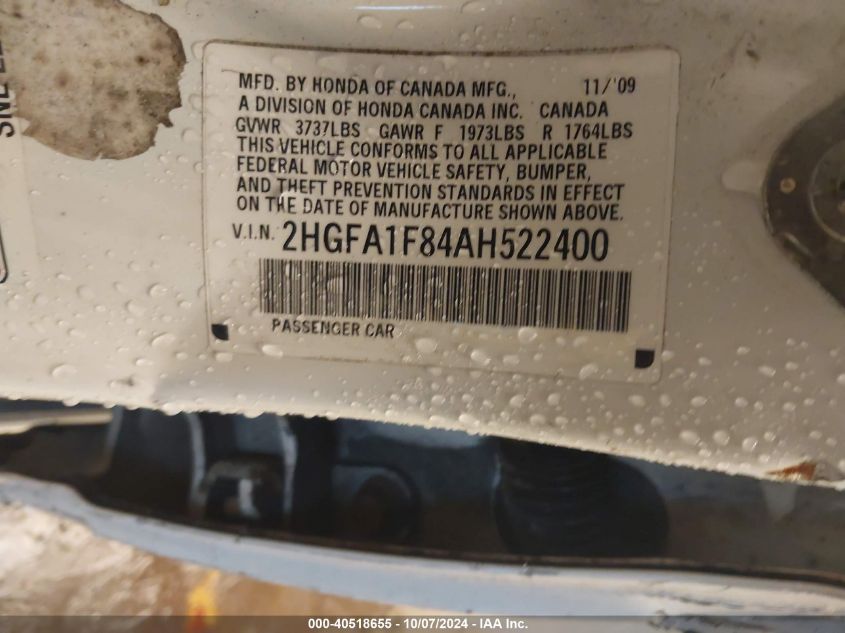 MFD. BY HONDA OF CANADA MFG., 11/'09
A DIVISION OF HONDA CANADA INC. CANADA
GVWR 3737LBS GAWR F 1973LBS R 1764LBS
THIS VEHICLE CONFORMS TO ALL APPLICABLE
FEDERAL MOTOR VEHICLE SAFETY, BUMPER,
AND THEFT PREVENTION STANDARDS IN EFFECT
ON THE DATE OF MANUFACTURE SHOWN ABOVE.
V.I.N. 2HGFA1F84AH522400
PASSENGER CAR
000-40518655 - 10/07/2024 - IAA Inc.